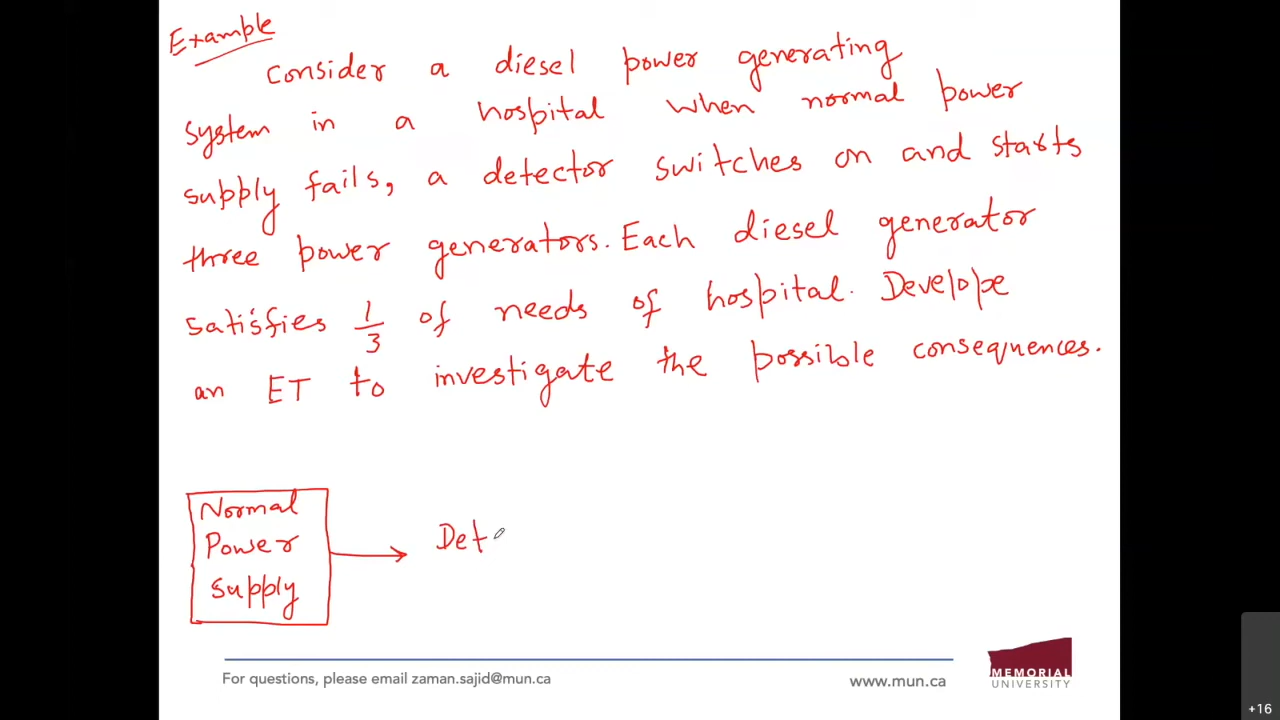 Example
Consider a diesel power generating
system in a hospital when normal power
supply fails, a detector switches on and starts
three power generators. Each diesel generator
satisfies 1/3 of needs of hospital. Develope
an ET to investigate the possible consequences.
Normal
Power
Supply
Det
For questions, please email zaman.sajid@mun.ca
www.mun.ca
MEMORIAL
UNIVERSITY
+16